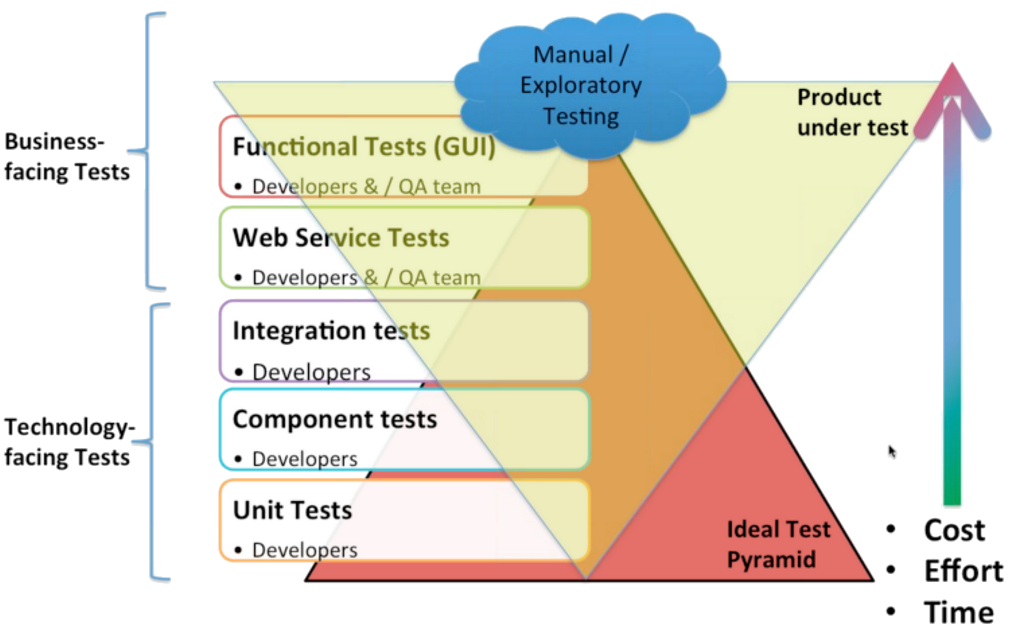 Manual /
Exploratory
Testing
Product
under test
Business-
facing Tests
Functional Tests (GUI)
• Developers & / QA team
Web Service Tests
• Developers & / QA team
Integration tests
• Developers
Technology-
facing Tests
Component tests
• Developers
Unit Tests
• Developers
Ideal Test
Pyramid
• Cost
• Effort
• Time